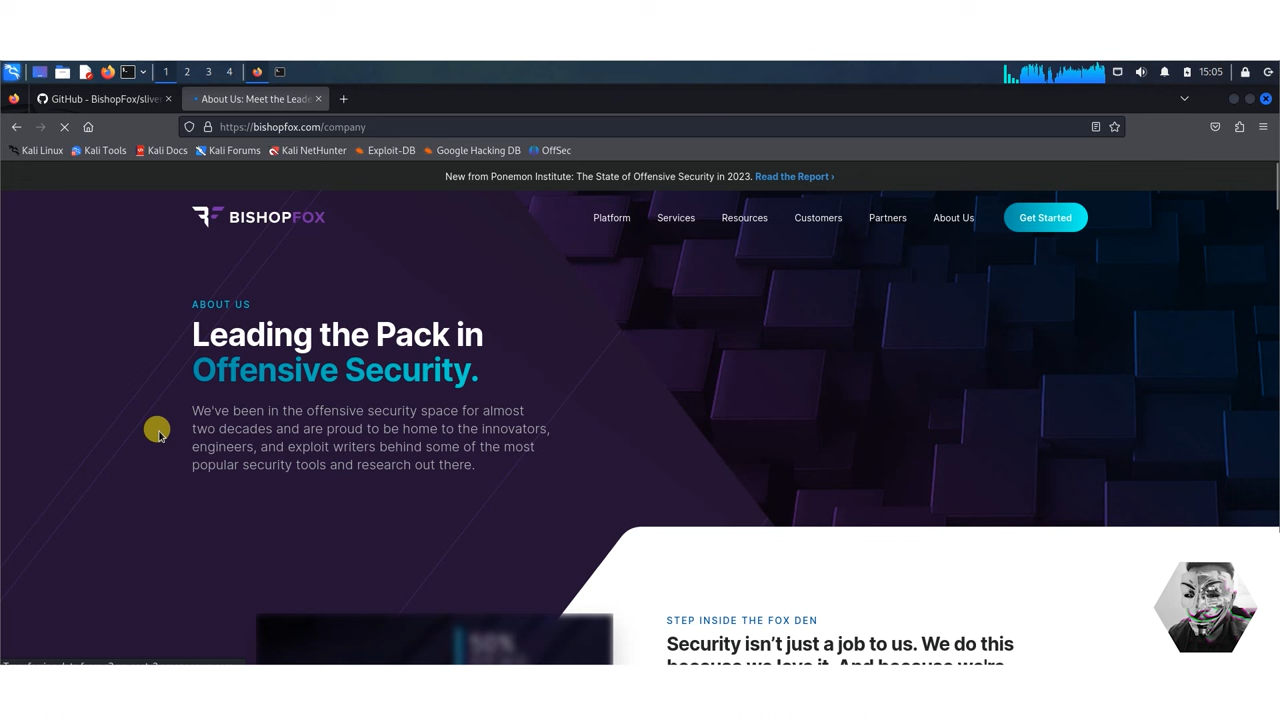 1 2 3 4 15:05
GitHub - BishopFox/sliver About Us: Meet the Leade
https://bishopfox.com/company
Kali Linux Kali Tools Kali Docs Kali Forums Kali NetHunter Exploit-DB Google Hacking DB OffSec
New from Ponemon Institute: The State of Offensive Security in 2023. Read the Report ›
BISHOPFOX Platform Services Resources Customers Partners About Us Get Started
ABOUT US
Leading the Pack in
Offensive Security.
We've been in the offensive security space for almost
two decades and are proud to be home to the innovators,
engineers, and exploit writers behind some of the most
popular security tools and research out there.
50%
STEP INSIDE THE FOX DEN
Security isn't just a job to us. We do this
because we love it. And because we're